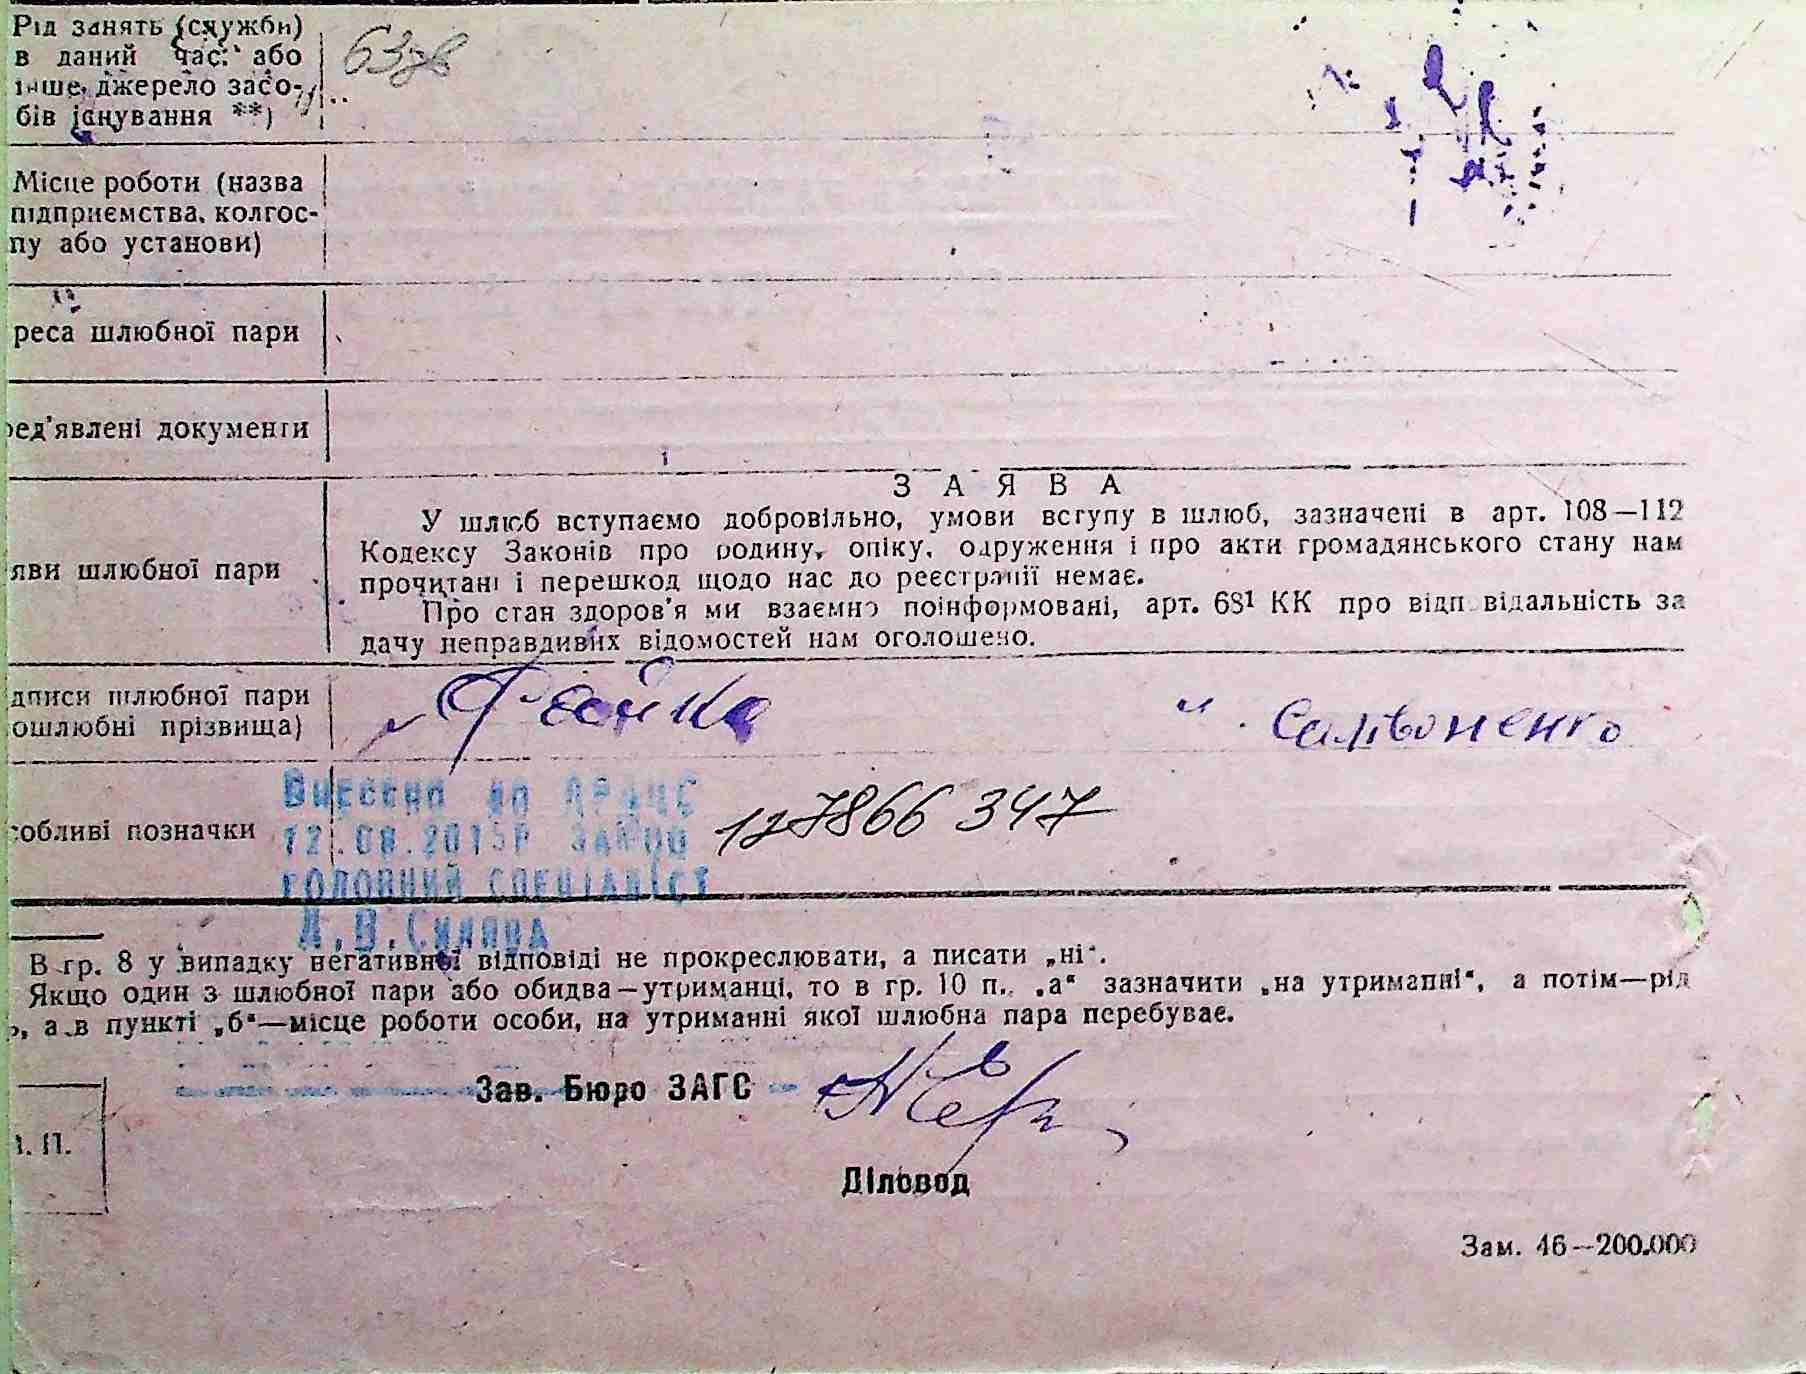 Рід занять (служби)
в даний час: або
інше джерело засо-
бів існування **)
Місце роботи (назва
підприємства, колгос-
пу або установи)
реса шлюбної пари
ред'явлені документи
З А Я В А
У шлюб вступаємо добровільно, умови вступу в шлюб, зазначені в арт. 108—112
Кодексу Законів про родину, опіку, одруження і про акти громадянського стану нам
прочитані і перешкод щодо нас до реєстрації немає.
яви шлюбної пари
Про стан здоров'я ми взаємно поінформовані, арт. 68¹ КК про відповідальність за
дачу неправдивих відомостей нам оголошено.
дписи шлюбної пари
ошлюбні прізвища)
Внесено до ДРАЦС
12.08.2015р
127866347
собливі позначки
головний спеціаліст
В гр. 8 у випадку негативної відповіді не прокреслювати, а писати „ні“.
Якщо один з шлюбної пари або обидва—утриманці, то в гр. 10 п. „а“ зазначити „на утриманні“, а потім—рід
, а в пункті „б“—місце роботи особи, на утриманні якої шлюбна пара перебуває.
Зав. Бюро ЗАГС
. П.
Діловод
Зам. 46—200.000